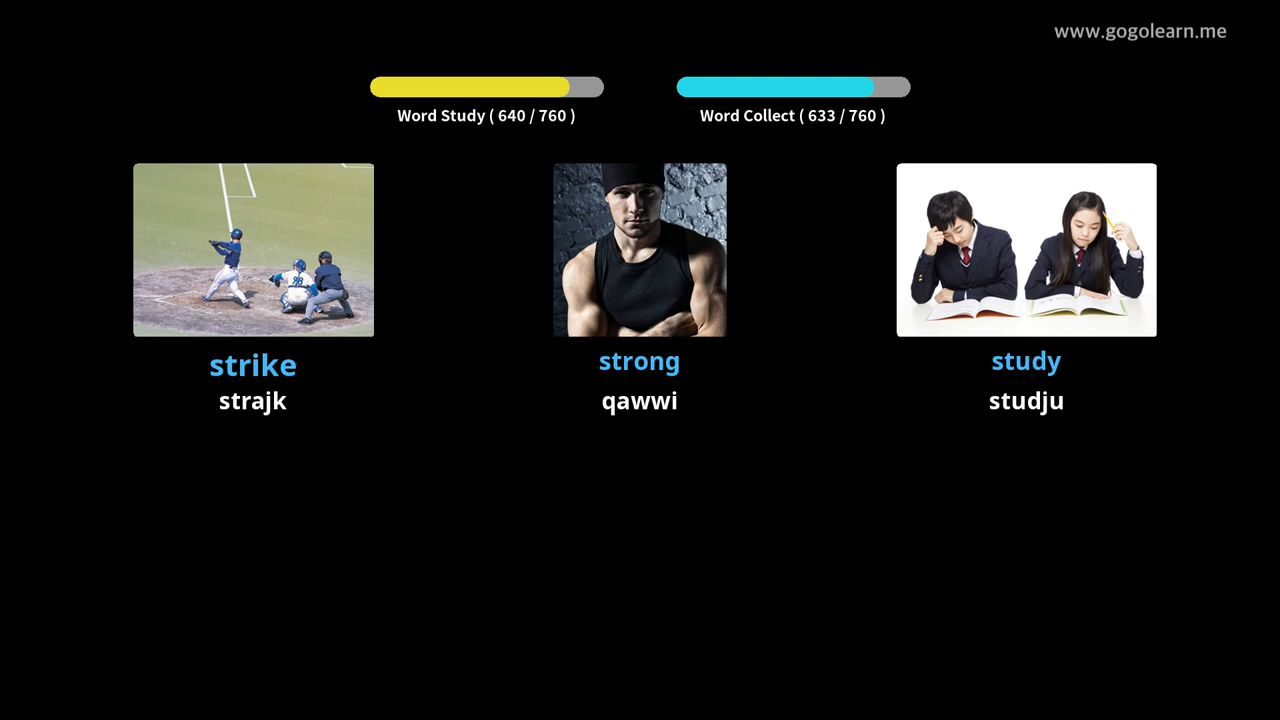 www.gogolearn.me
Word Study ( 640 / 760 )
Word Collect ( 633 / 760 )
strike
strajk
strong
qawwi
study
studju